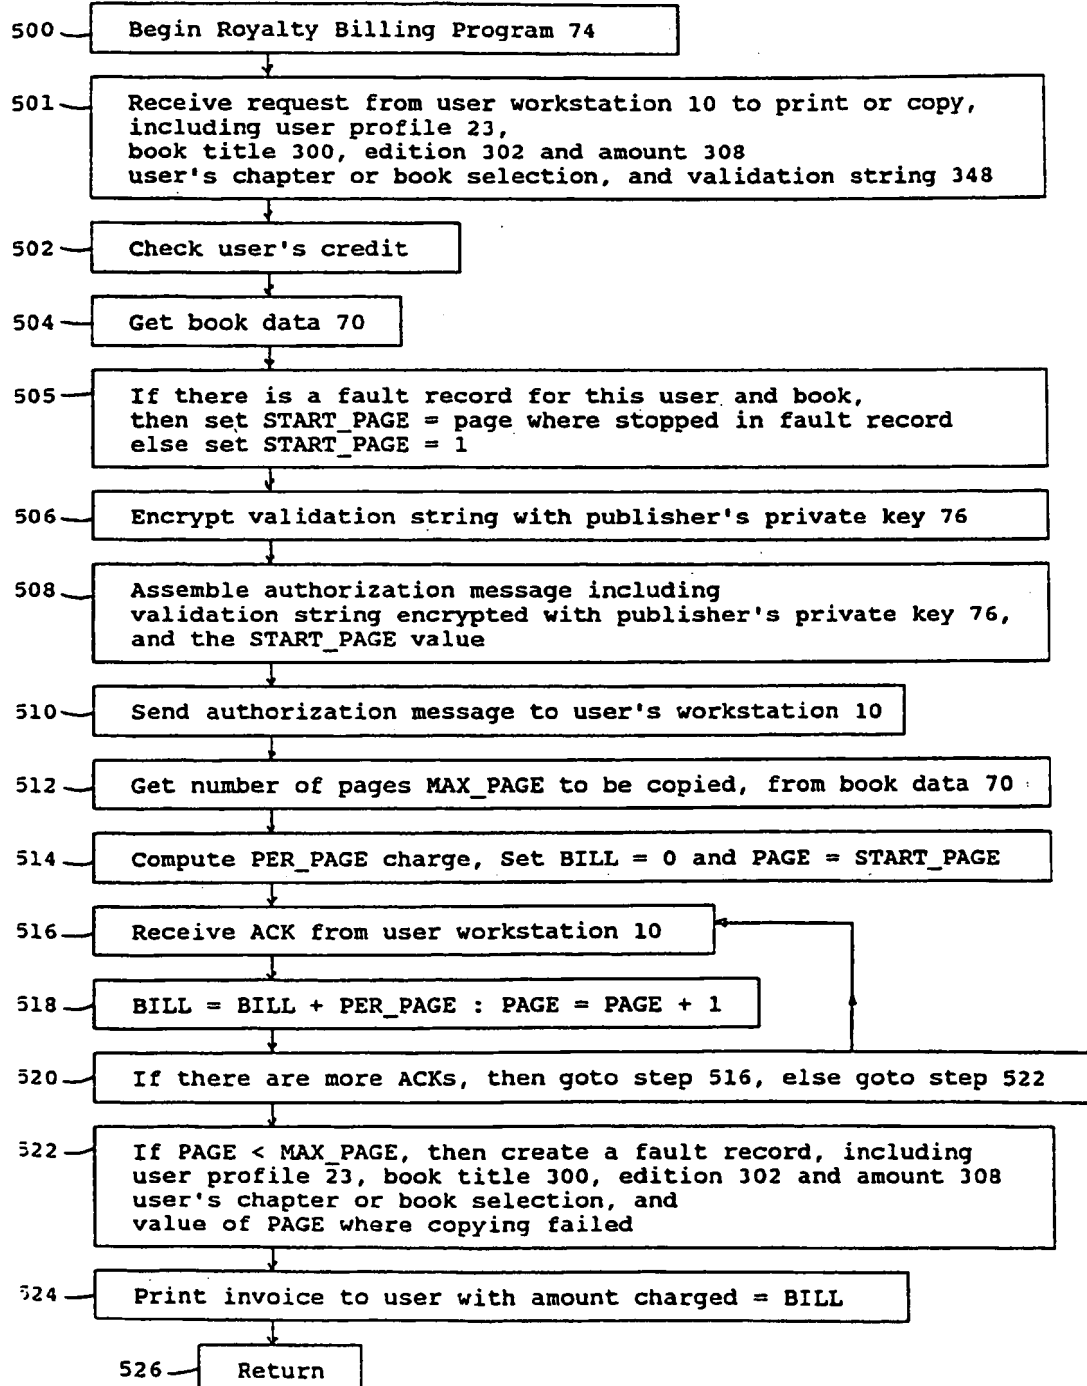 500 Begin Royalty Billing Program 74
501 Receive request from user workstation 10 to print or copy,
including user profile 23,
book title 300, edition 302 and amount 308
user's chapter or book selection, and validation string 348
502 Check user's credit
504 Get book data 70
505 If there is a fault record for this user and book,
then set START_PAGE = page where stopped in fault record
else set START_PAGE = 1
506 Encrypt validation string with publisher's private key 76
508 Assemble authorization message including
validation string encrypted with publisher's private key 76,
and the START_PAGE value
510 Send authorization message to user's workstation 10
512 Get number of pages MAX_PAGE to be copied, from book data 70
514 Compute PER_PAGE charge, Set BILL = 0 and PAGE = START_PAGE
516 Receive ACK from user workstation 10
518 BILL = BILL + PER_PAGE : PAGE = PAGE + 1
520 If there are more ACKs, then goto step 516, else goto step 522
522 If PAGE < MAX_PAGE, then create a fault record, including
user profile 23, book title 300, edition 302 and amount 308
user's chapter or book selection, and
value of PAGE where copying failed
524 Print invoice to user with amount charged = BILL
526 Return